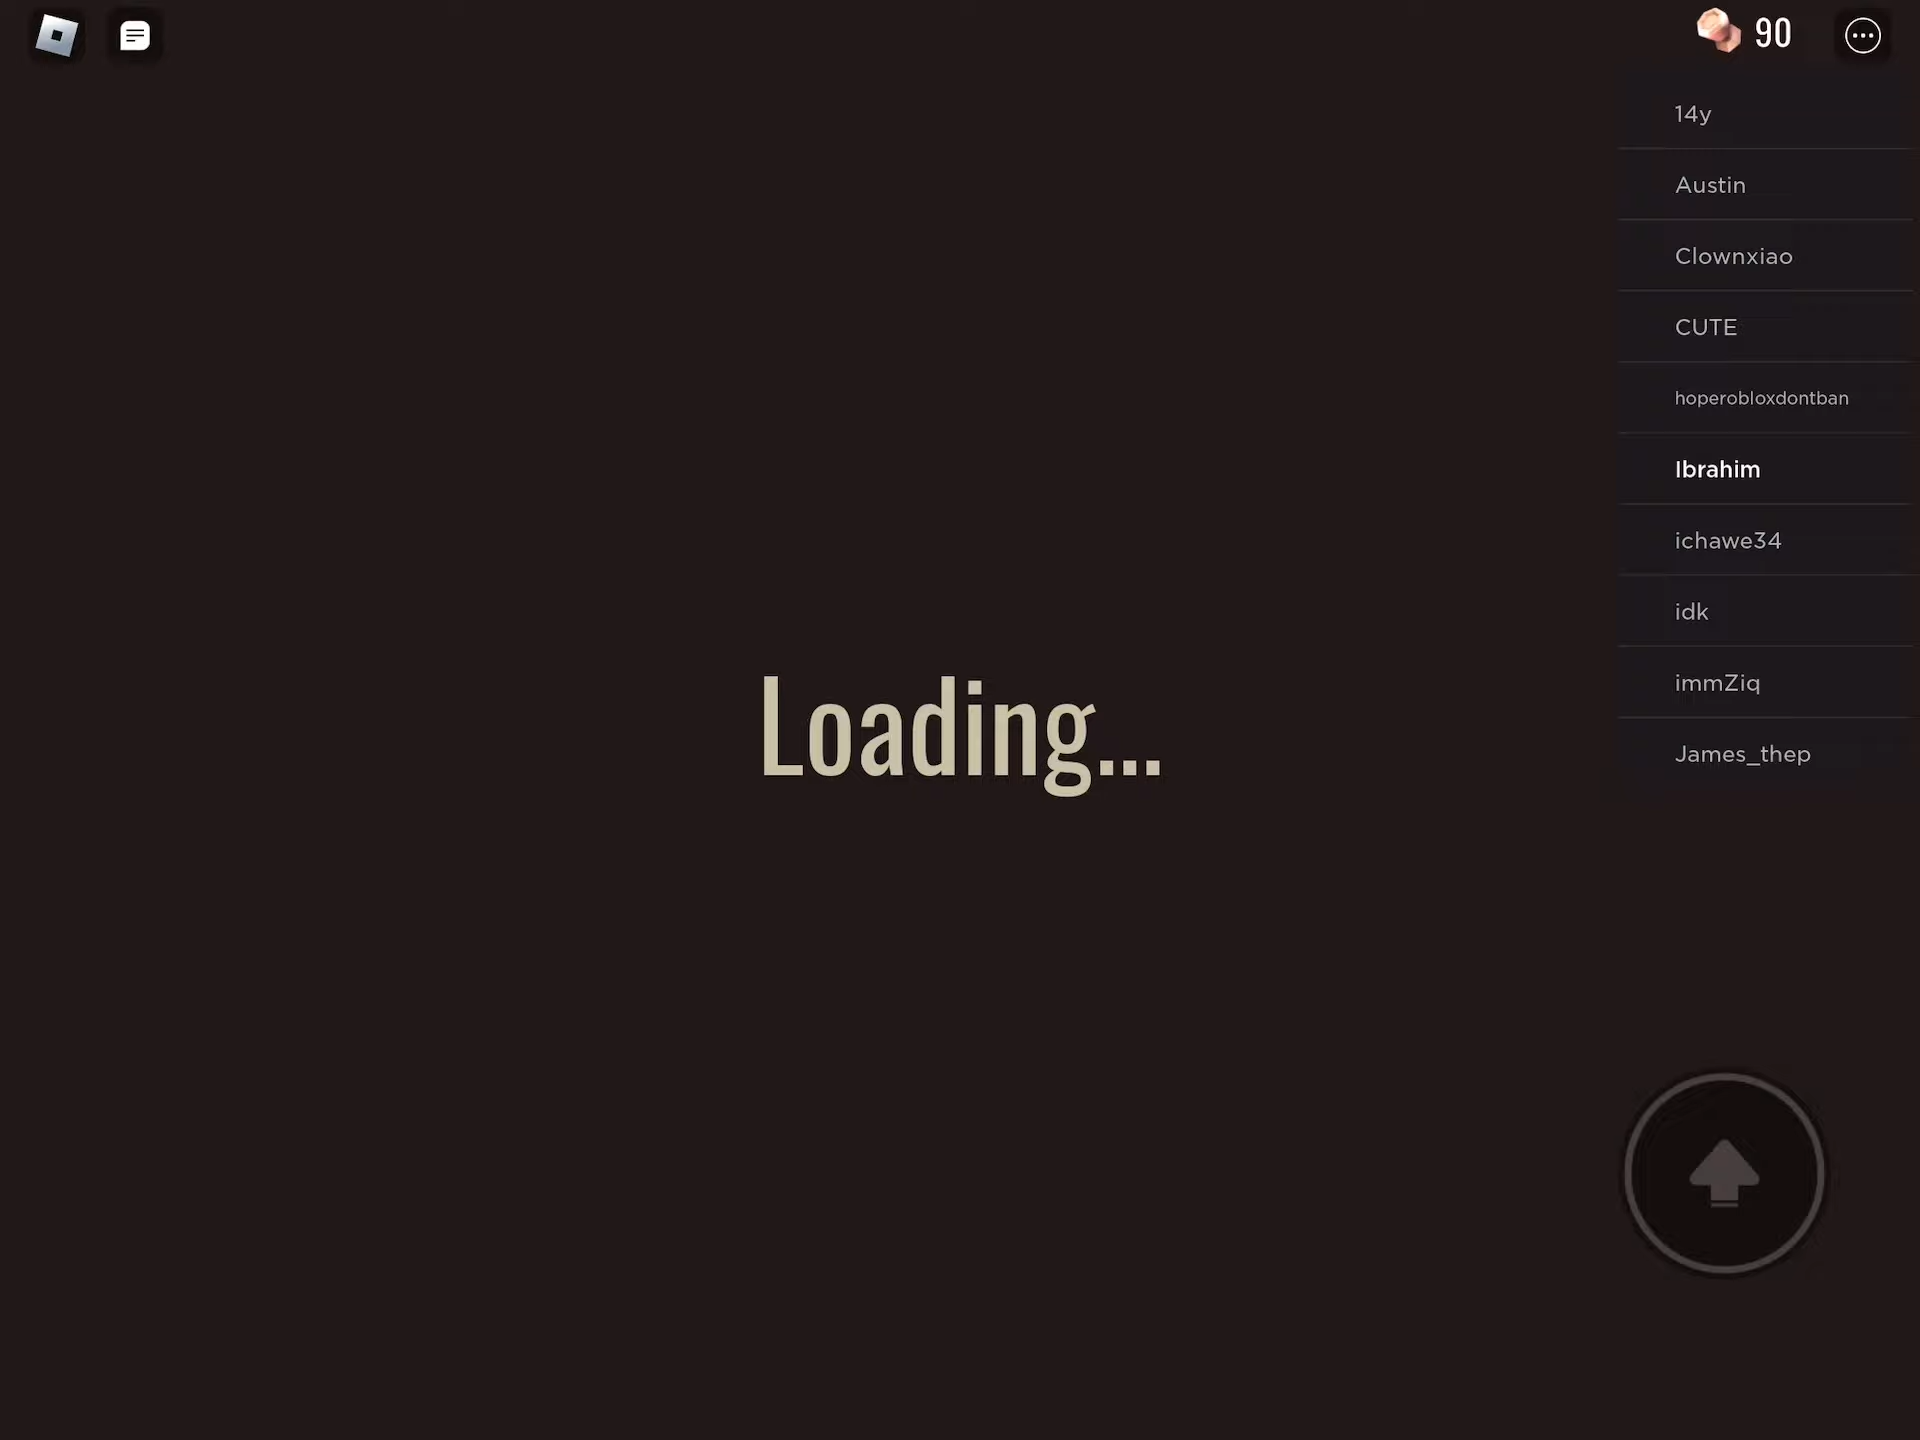 90
14y
Austin
Clownxiao
CUTE
hoperobloxdontban
Ibrahim
ichawe34
idk
immZiq
James_thep
Loading...